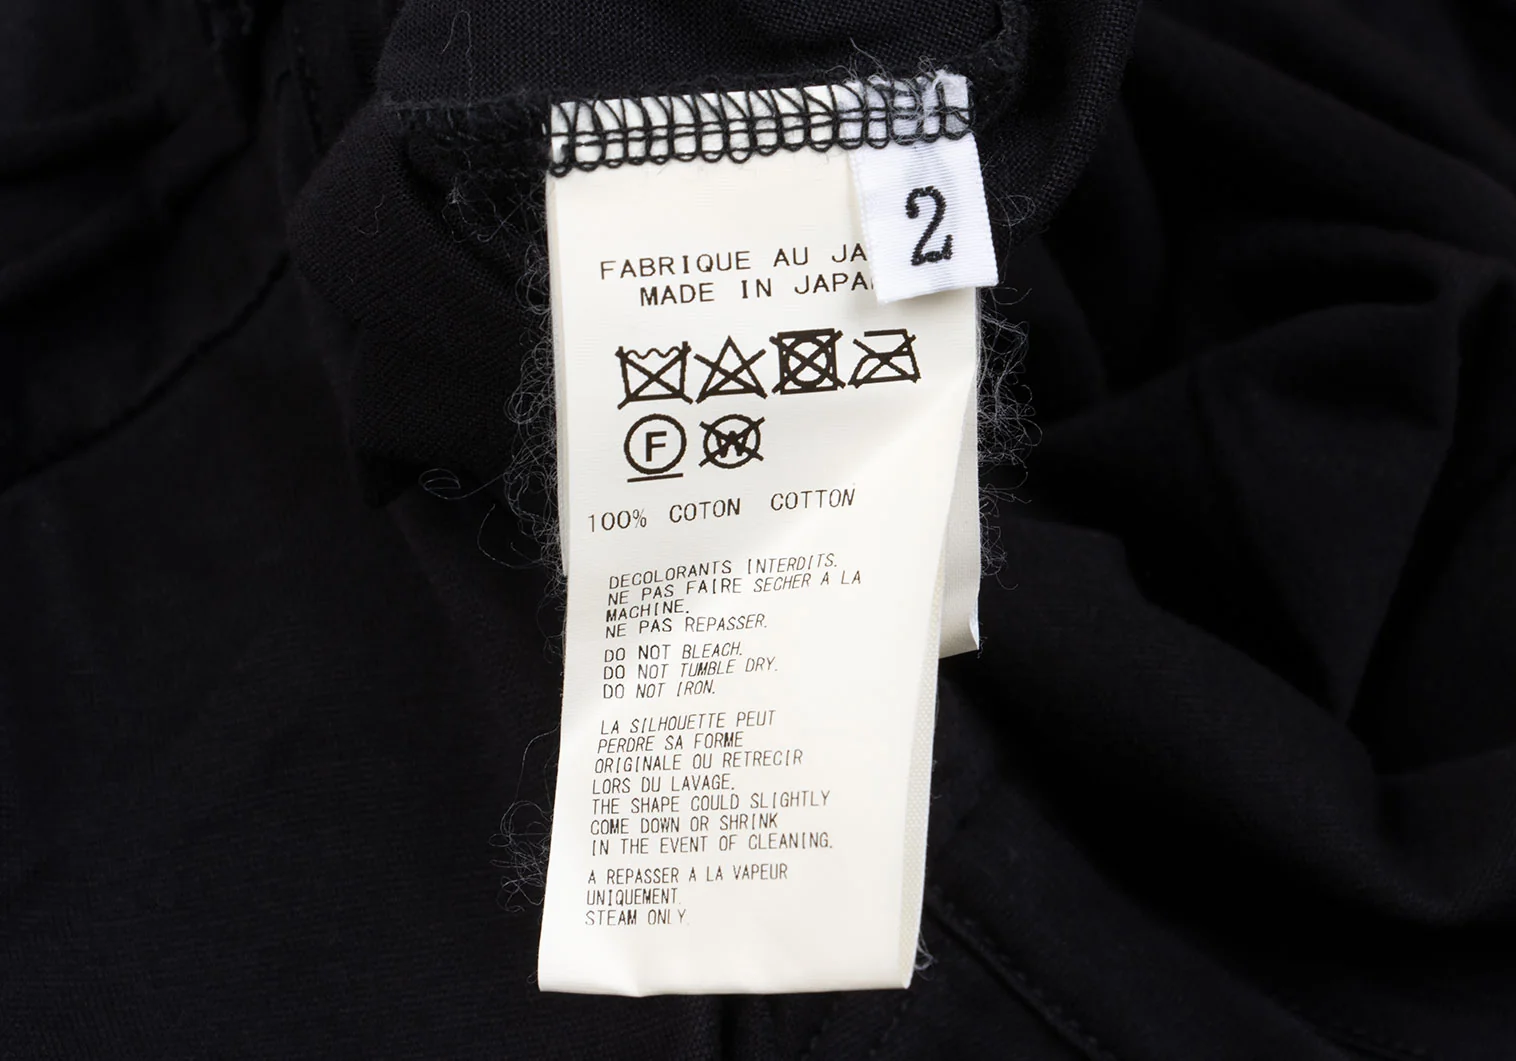 2
FABRIQUE AU JA
MADE IN JAPA
F
W
100% COTON COTTON
DECOLORANTS INTERDITS.
NE PAS FAIRE SECHER A LA
MACHINE.
NE PAS REPASSER.
DO NOT BLEACH.
DO NOT TUMBLE DRY.
DO NOT IRON.
LA SILHOUETTE PEUT
PERDRE SA FORME
ORIGINALE OU RETRECIR
LORS DU LAVAGE.
THE SHAPE COULD SLIGHTLY
COME DOWN OR SHRINK
IN THE EVENT OF CLEANING.
A REPASSER A LA VAPEUR
UNIQUEMENT.
STEAM ONLY.